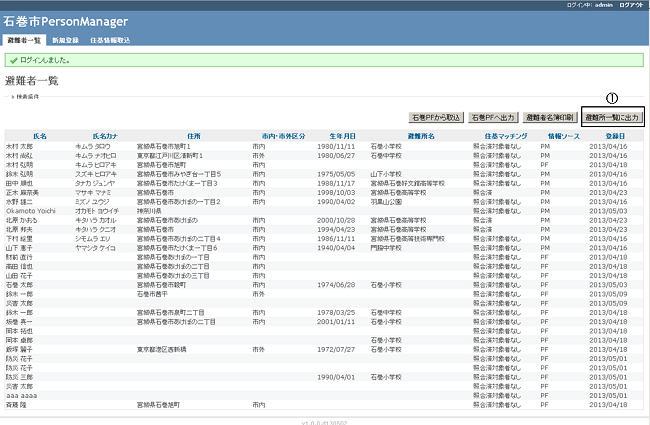 ログイン中: admin ログアウト
石巻市PersonManager
避難者一覧 新規登録 住基情報取込
ログインしました。
避難者一覧
検索条件
①
石巻PFから取込 石巻PFへ出力 避難者名簿印刷 避難所一覧に出力
氏名 氏名カナ 住所 市内・市外区分 生年月日 避難所名 住基マッチング 情報ソース 登録日
木村 太郎 キムラ タロウ 宮城県石巻市旭町1 市内 1980/11/11 石巻小学校 照合済対象者なし PM 2013/04/16
木村 尚弘 キムラ ナオヒロ 東京都江戸川区清新町1 市外 1980/06/27 石巻中学校 照合済対象者なし PM 2013/04/16
木村 弘明 キムラ ヒロアキ 宮城県石巻市旭町 市内 照合済 PF 2013/04/18
鈴木 弘明 スズキ ヒロアキ 宮城県石巻市みやぎ台一丁目5 市内 1975/05/05 山下小学校 照合済対象者なし PM 2013/04/16
田中 順也 タナカ ジュンヤ 宮城県石巻市たけくま一丁目3 市内 1988/11/17 宮城県石巻好文館高等学校 照合済対象者なし PM 2013/04/16
正木 麻奈美 マサキ マナミ 宮城県石巻市 市内 1998/10/03 宮城県石巻高等学校 照合済 PM 2013/04/23
水野 雄二 ミズノ ユウジ 宮城県石巻市あけぼの一丁目2 市内 1990/04/02 羽黒山公園 照合済対象者なし PM 2013/04/16
Okamoto Yoichi オカモト ヨウイチ 神奈川県 照合済対象者なし PM 2013/05/03
北原 かおる キタハラ カオル 宮城県石巻市あけぼの 市内 2000/10/28 宮城県石巻高等学校 照合済 PM 2013/04/23
北原 邦夫 キタハラ クニオ 宮城県石巻市 市内 1994/04/23 宮城県石巻高等学校 照合済 PM 2013/04/23
下村 絵里 シモムラ エリ 宮城県石巻市あけぼの二丁目4 市内 1986/11/11 宮城県石巻高等技術専門校 照合済対象者なし PM 2013/04/16
山下 恵子 ヤマシタ ケイコ 宮城県石巻市たけくま一丁目6 市内 1940/04/04 門脇中学校 照合済対象者なし PM 2013/04/16
財前 直行 宮城県石巻市あけぼの一丁目 市内 照合済対象者なし PF 2013/04/18
高田 信也 宮城県石巻市あけぼの二丁目 市内 照合済対象者なし PF 2013/04/18
山田 花子 宮城県石巻市あけぼの三丁目 市内 照合済対象者なし PF 2013/04/18
石巻 太郎 宮城県石巻市穀町 市内 1974/06/28 石巻小学校 照合済対象者なし PF 2013/05/03
鈴木 一郎 石巻市茜平 市外 照合済対象者なし PF 2013/05/09
災害 太郎 照合済対象者なし PF 2013/05/09
鈴木 一郎 宮城県石巻市泉町二丁目 市内 1978/03/25 石巻中学校 照合済対象者なし PF 2013/04/18
坂巻 真一 宮城県石巻市あけぼの二丁目 市内 2001/01/11 石巻小学校 照合済対象者なし PF 2013/04/18
岡本 拓也 照合済対象者なし PF 2013/04/18
岡本 卓郎 石巻小学校 照合済対象者なし PF 2013/04/18
飯塚 麗子 東京都港区西新橋 市外 1972/07/27 石巻小学校 照合済対象者なし PF 2013/04/18
防災 花子 照合済対象者なし PF 2013/05/01
防災 花子 照合済対象者なし PF 2013/05/01
防災 三郎 1990/04/01 石巻小学校 照合済対象者なし PF 2013/04/18
災害 太郎 照合済対象者なし PF 2013/05/01
aaa aaaa 照合済対象者なし PF 2013/05/01
斉藤 隆 宮城県石巻市旭町 市内 照合済対象者なし PF 2013/04/18